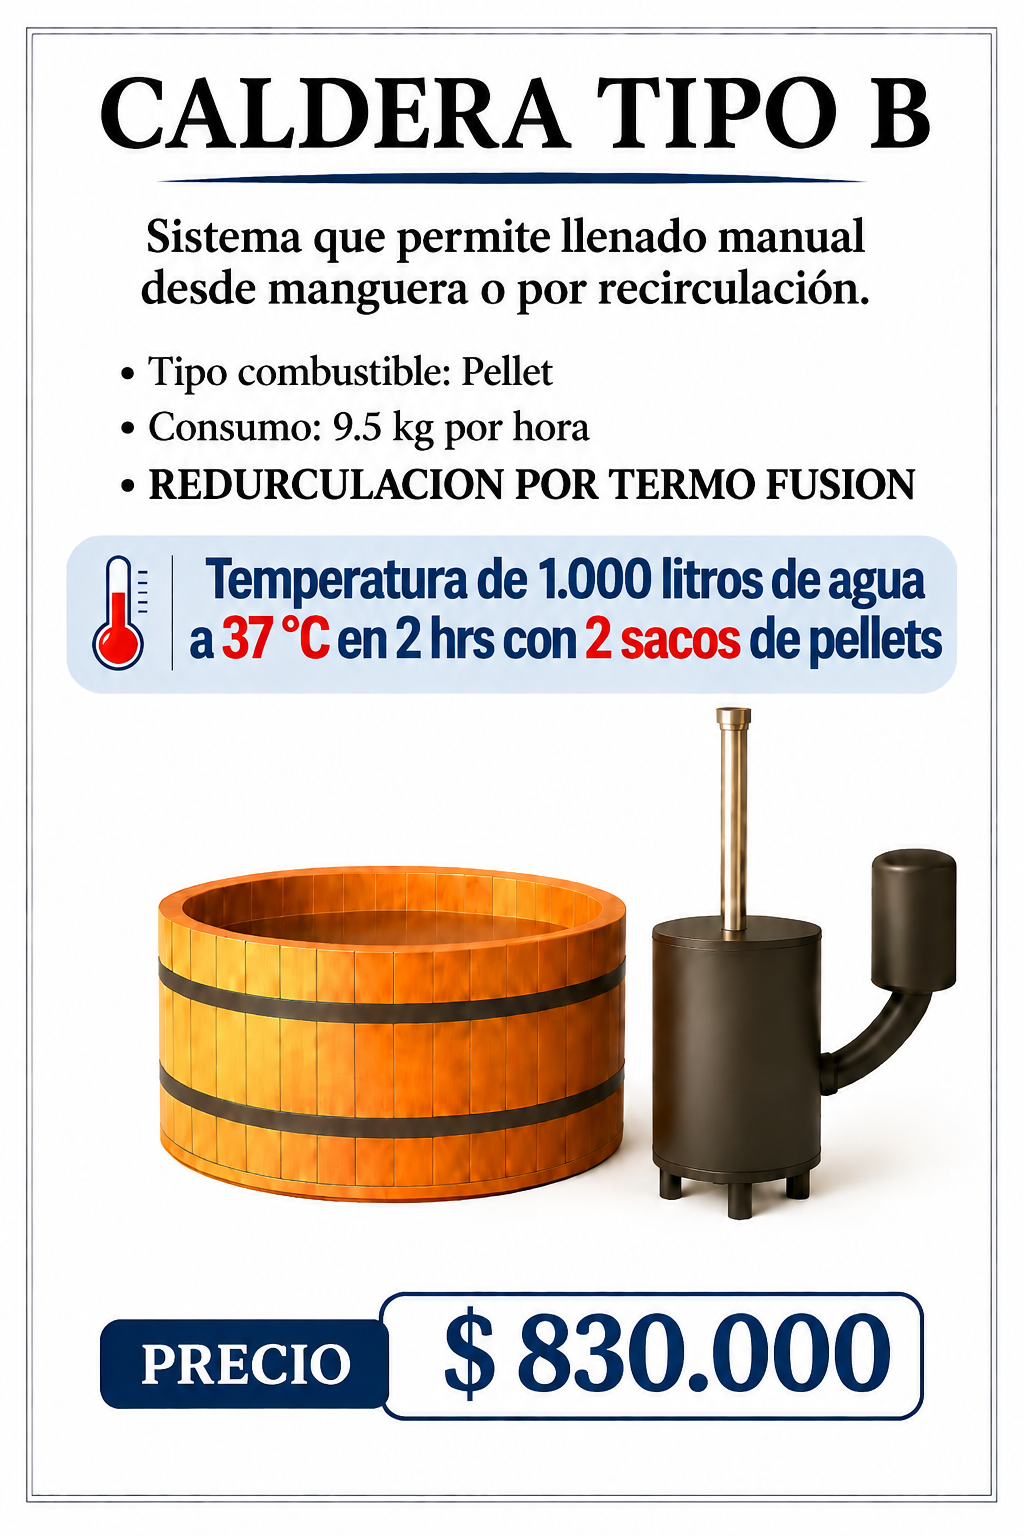 CALDERA TIPO B
Sistema que permite llenado manual
desde manguera o por recirculación.
• Tipo combustible: Pellet
• Consumo: 9.5 kg por hora
• REDURCULACION POR TERMO FUSION
Temperatura de 1.000 litros de agua
a 37 °C en 2 hrs con 2 sacos de pellets
PRECIO
$ 830.000